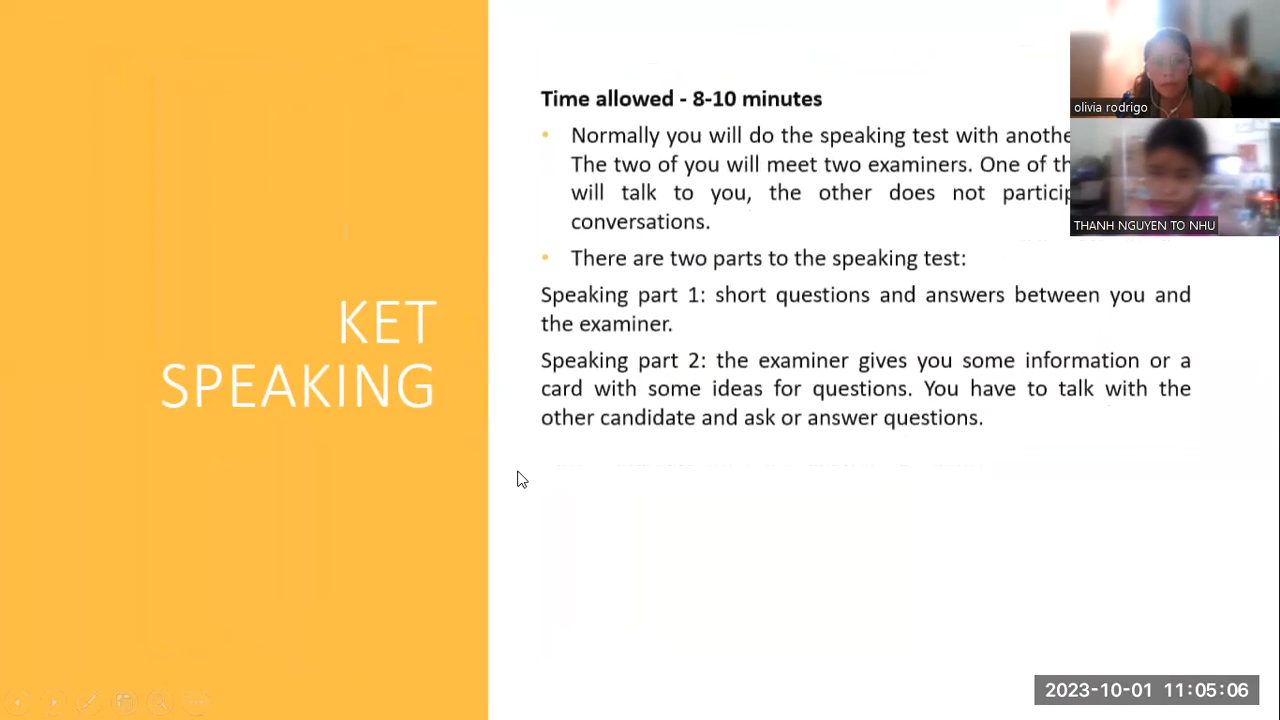 KET
SPEAKING
Time allowed - 8-10 minutes
• Normally you will do the speaking test with
The two of you will meet two examiners. One of
will talk to you, the other does not
conversations.
• There are two parts to the speaking test:
Speaking part 1: short questions and answers between you and
the examiner.
Speaking part 2: the examiner gives you some information or a
card with some ideas for questions. You have to talk with the
other candidate and ask or answer questions.
olivia rodrigo
THANH NGUYEN TO NHU
2023-10-01 11:05:06